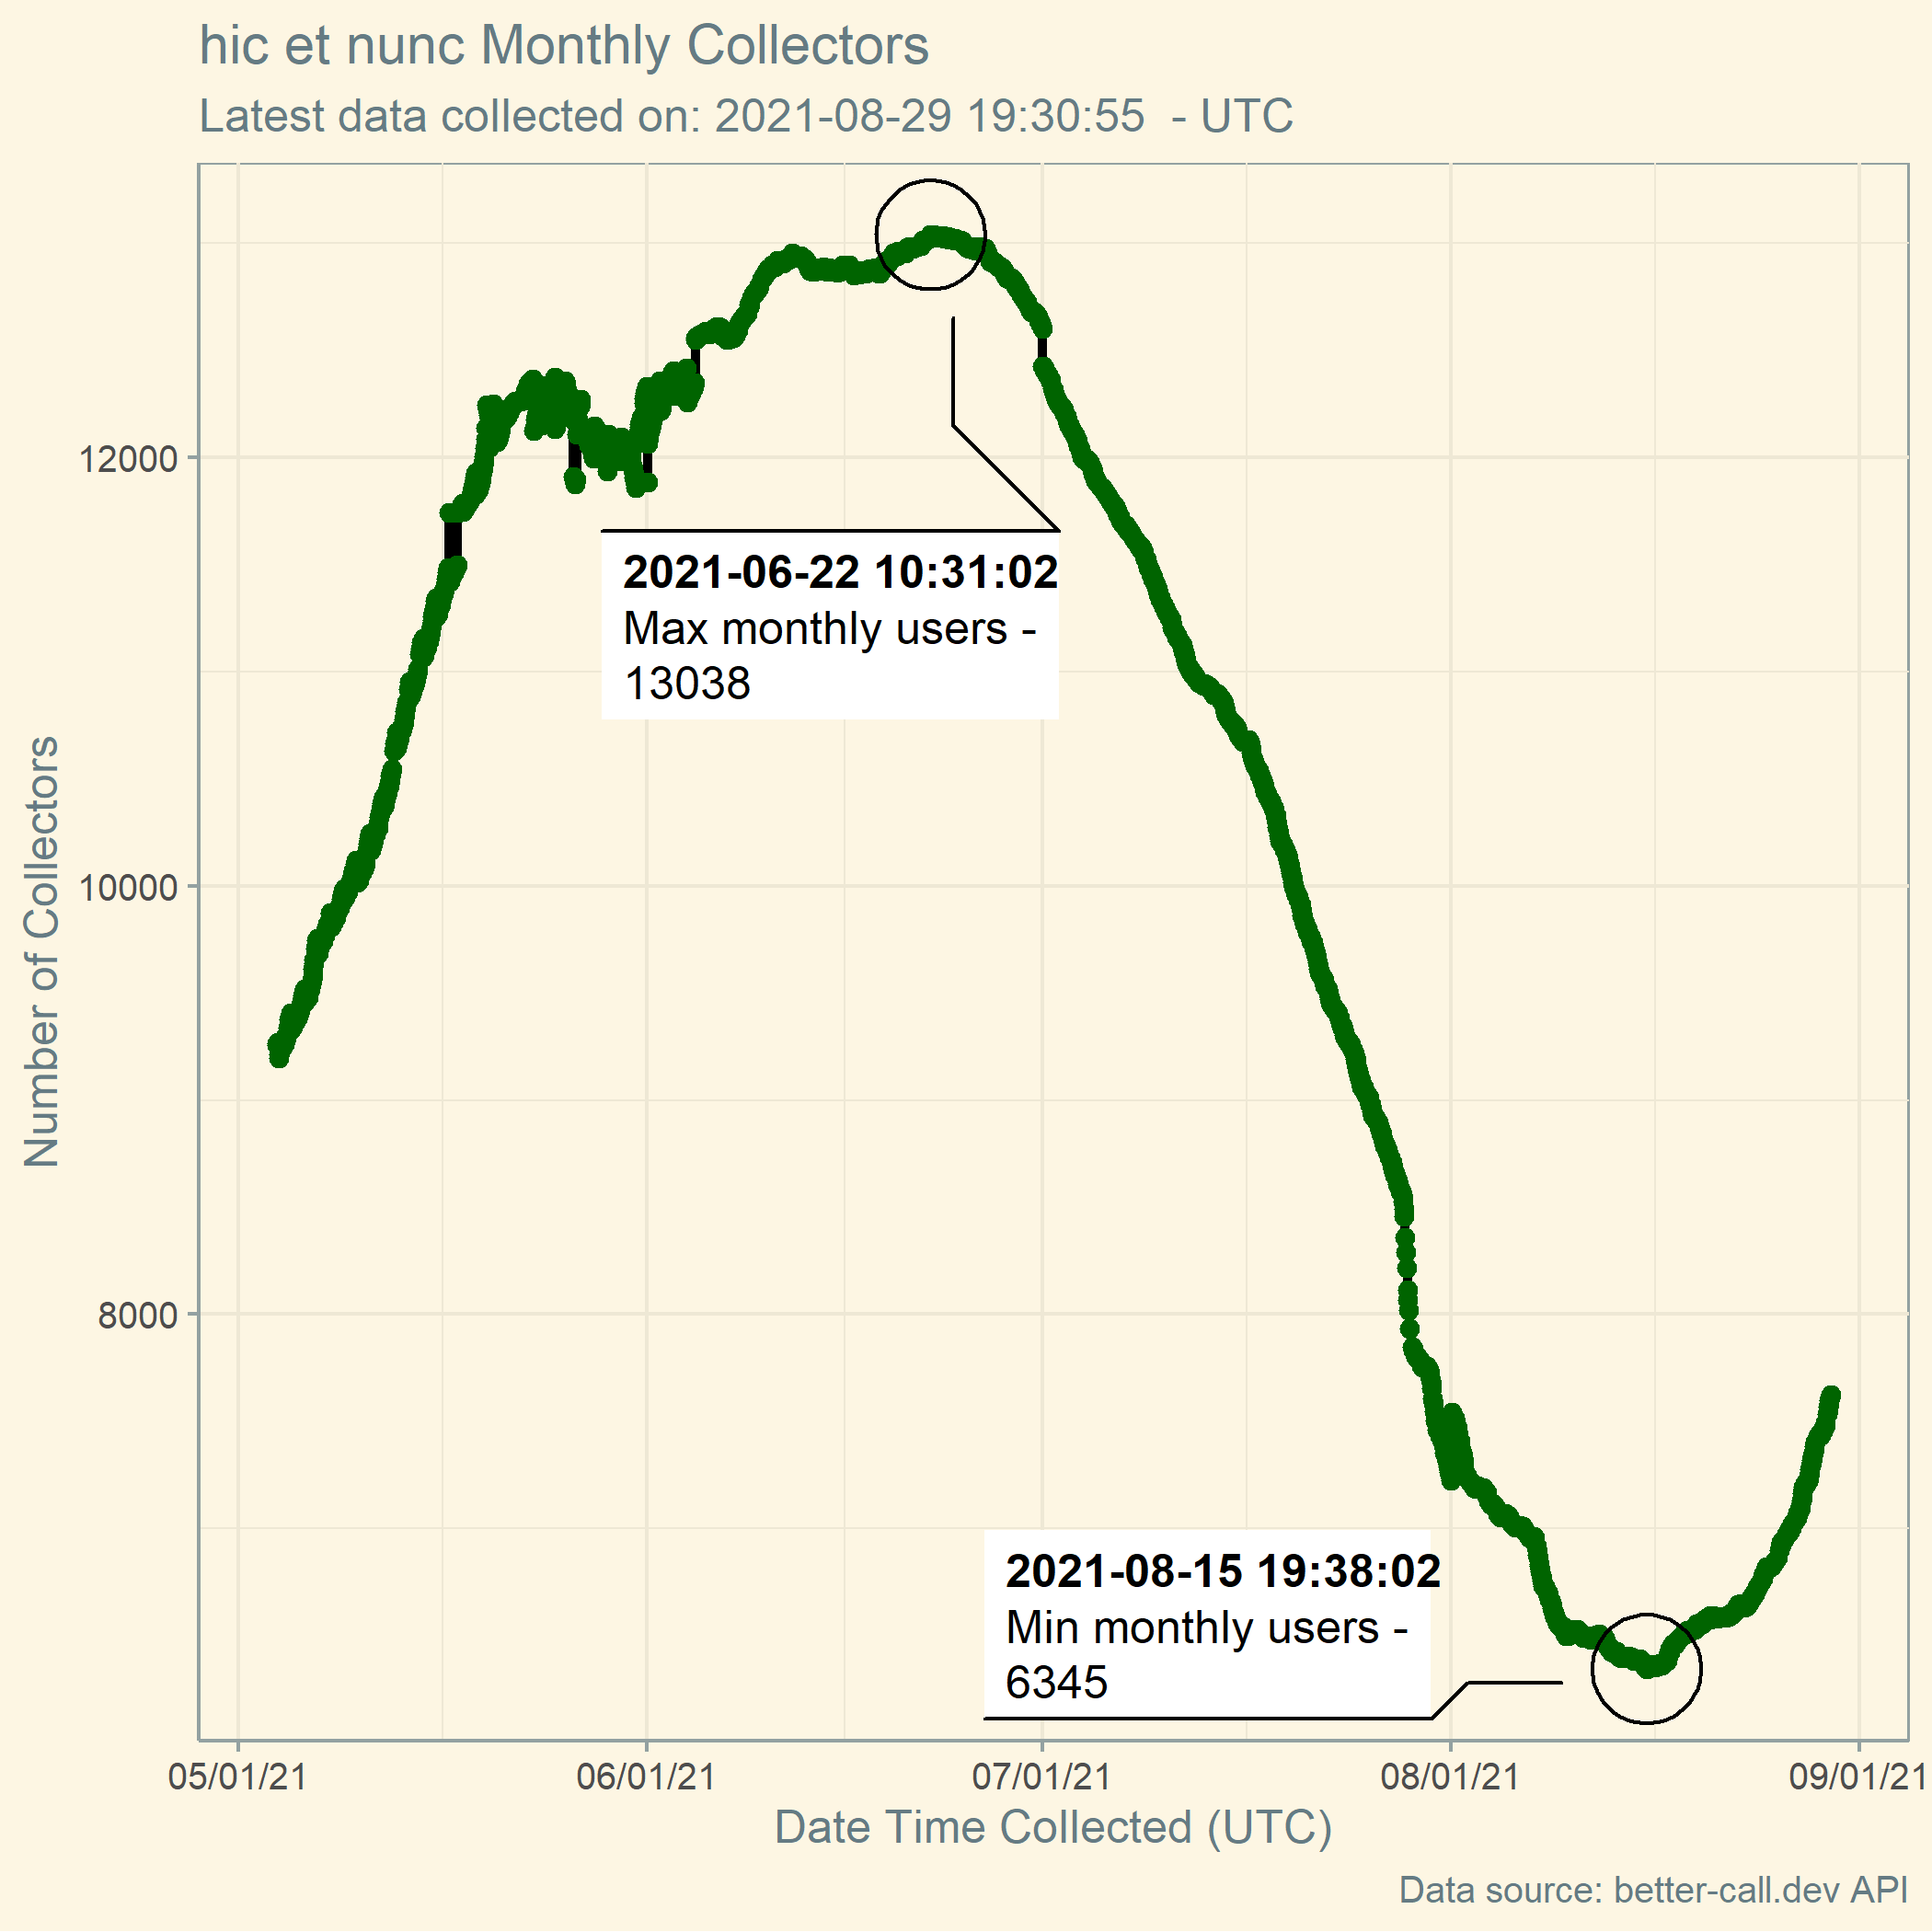 hic et nunc Monthly Collectors
Latest data collected on: 2021-08-29 19:30:55  - UTC
Number of Collectors
12000
10000
8000
2021-06-22 10:31:02
Max monthly users -
13038
2021-08-15 19:38:02
Min monthly users -
6345
05/01/21
06/01/21
07/01/21
08/01/21
09/01/21
Date Time Collected (UTC)
Data source: better-call.dev API